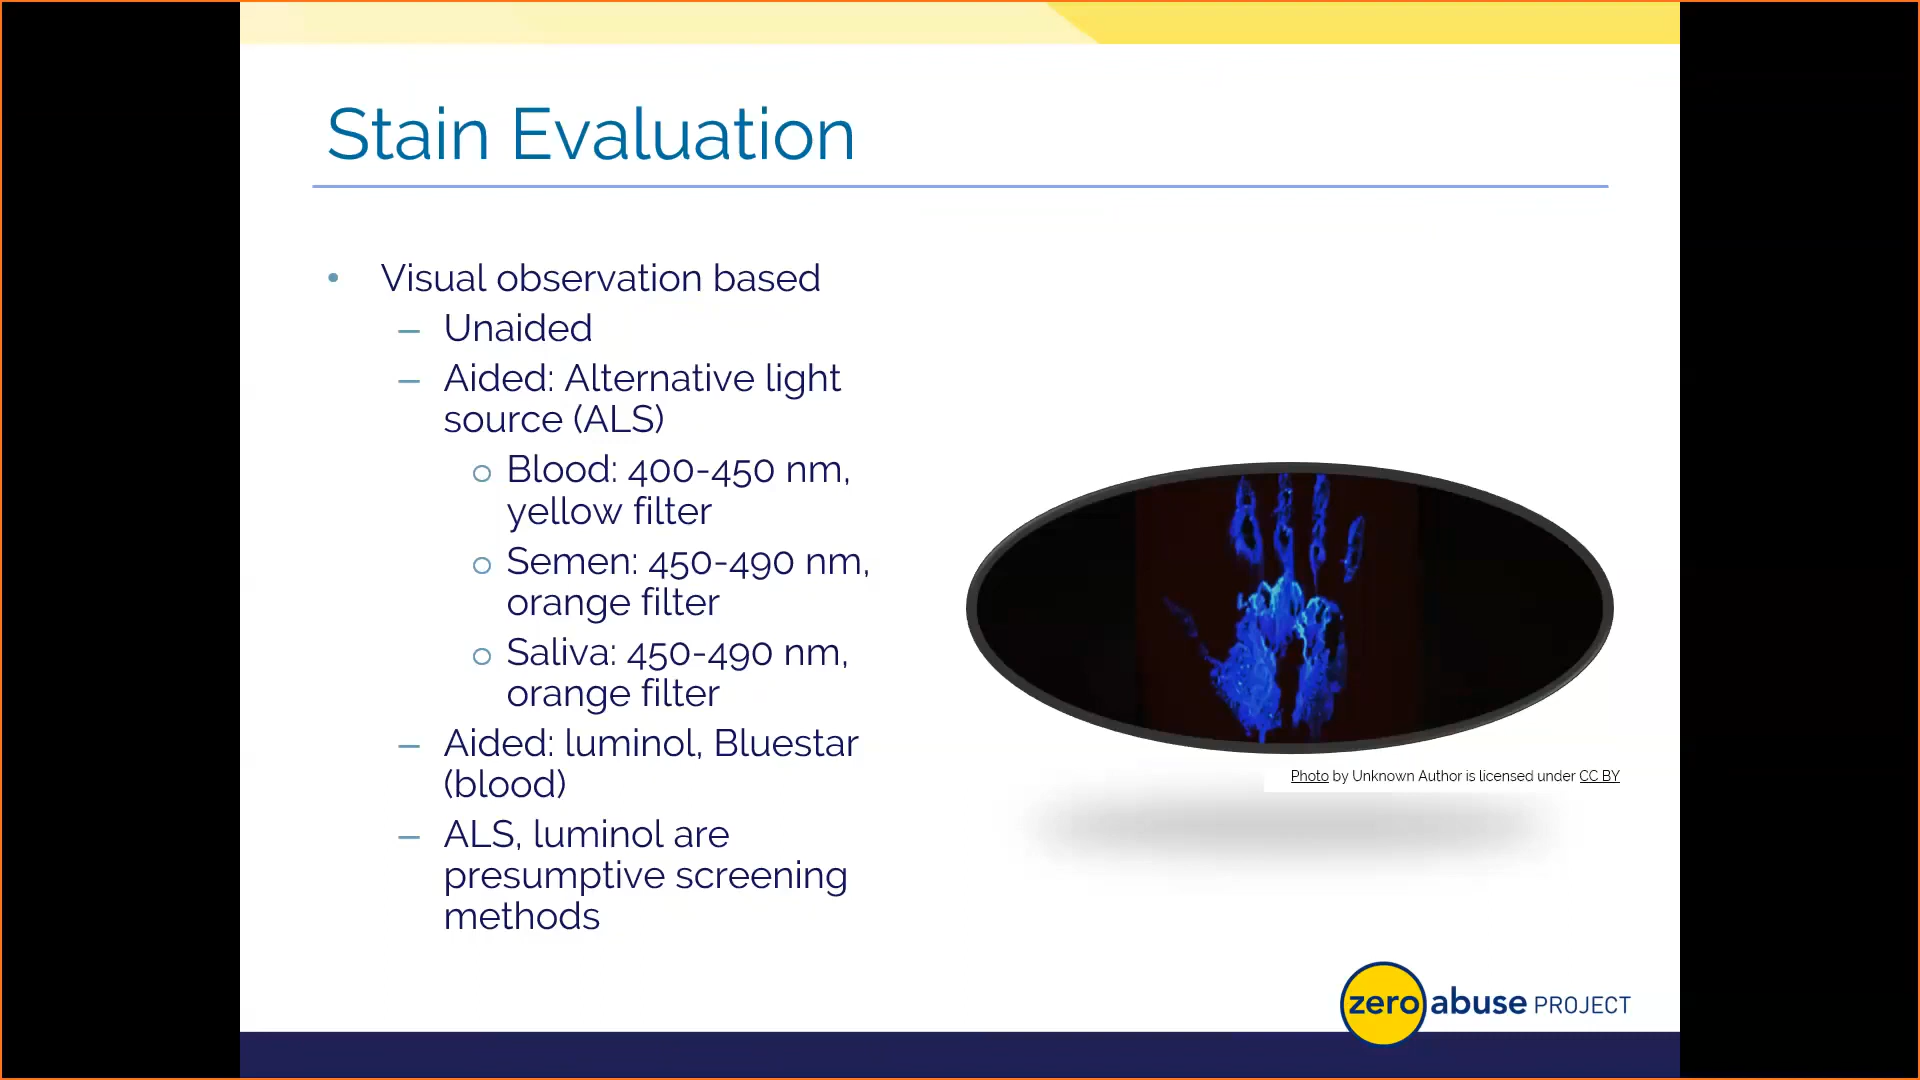 Stain Evaluation
• Visual observation based
– Unaided
– Aided: Alternative light
source (ALS)
o Blood: 400-450 nm,
yellow filter
o Semen: 450-490 nm,
orange filter
o Saliva: 450-490 nm,
orange filter
– Aided: luminol, Bluestar
(blood)
– ALS, luminol are
presumptive screening
methods
Photo by Unknown Author is licensed under CC BY
zero abuse PROJECT